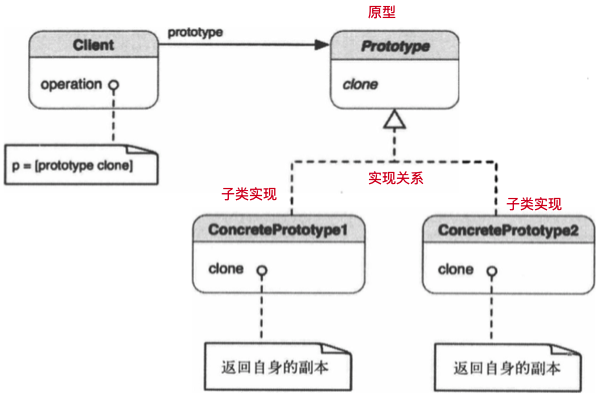 原型
Client
prototype
Prototype
operation
clone
p = [prototype clone]
实现关系
子类实现
子类实现
ConcretePrototype1
ConcretePrototype2
clone
clone
返回自身的副本
返回自身的副本